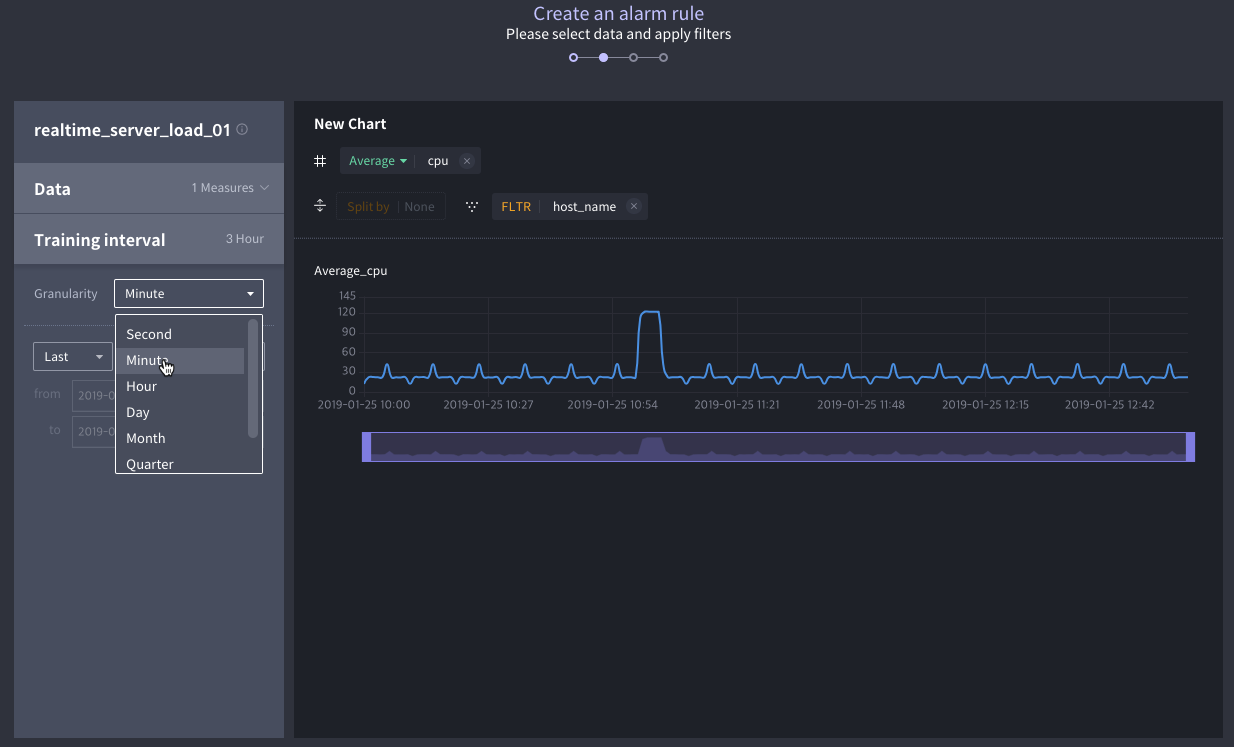 Create an alarm rule
Please select data and apply filters
realtime_server_load_01
Data 1 Measures
Training interval 3 Hour
Granularity Minute
Second
Minute
Hour
Day
Month
Quarter
Last
from 2019-0
to 2019-0
New Chart
Average cpu
Split by None FLTR host_name
Average_cpu
145
120
90
60
30
0
2019-01-25 10:00 2019-01-25 10:27 2019-01-25 10:54 2019-01-25 11:21 2019-01-25 11:48 2019-01-25 12:15 2019-01-25 12:42